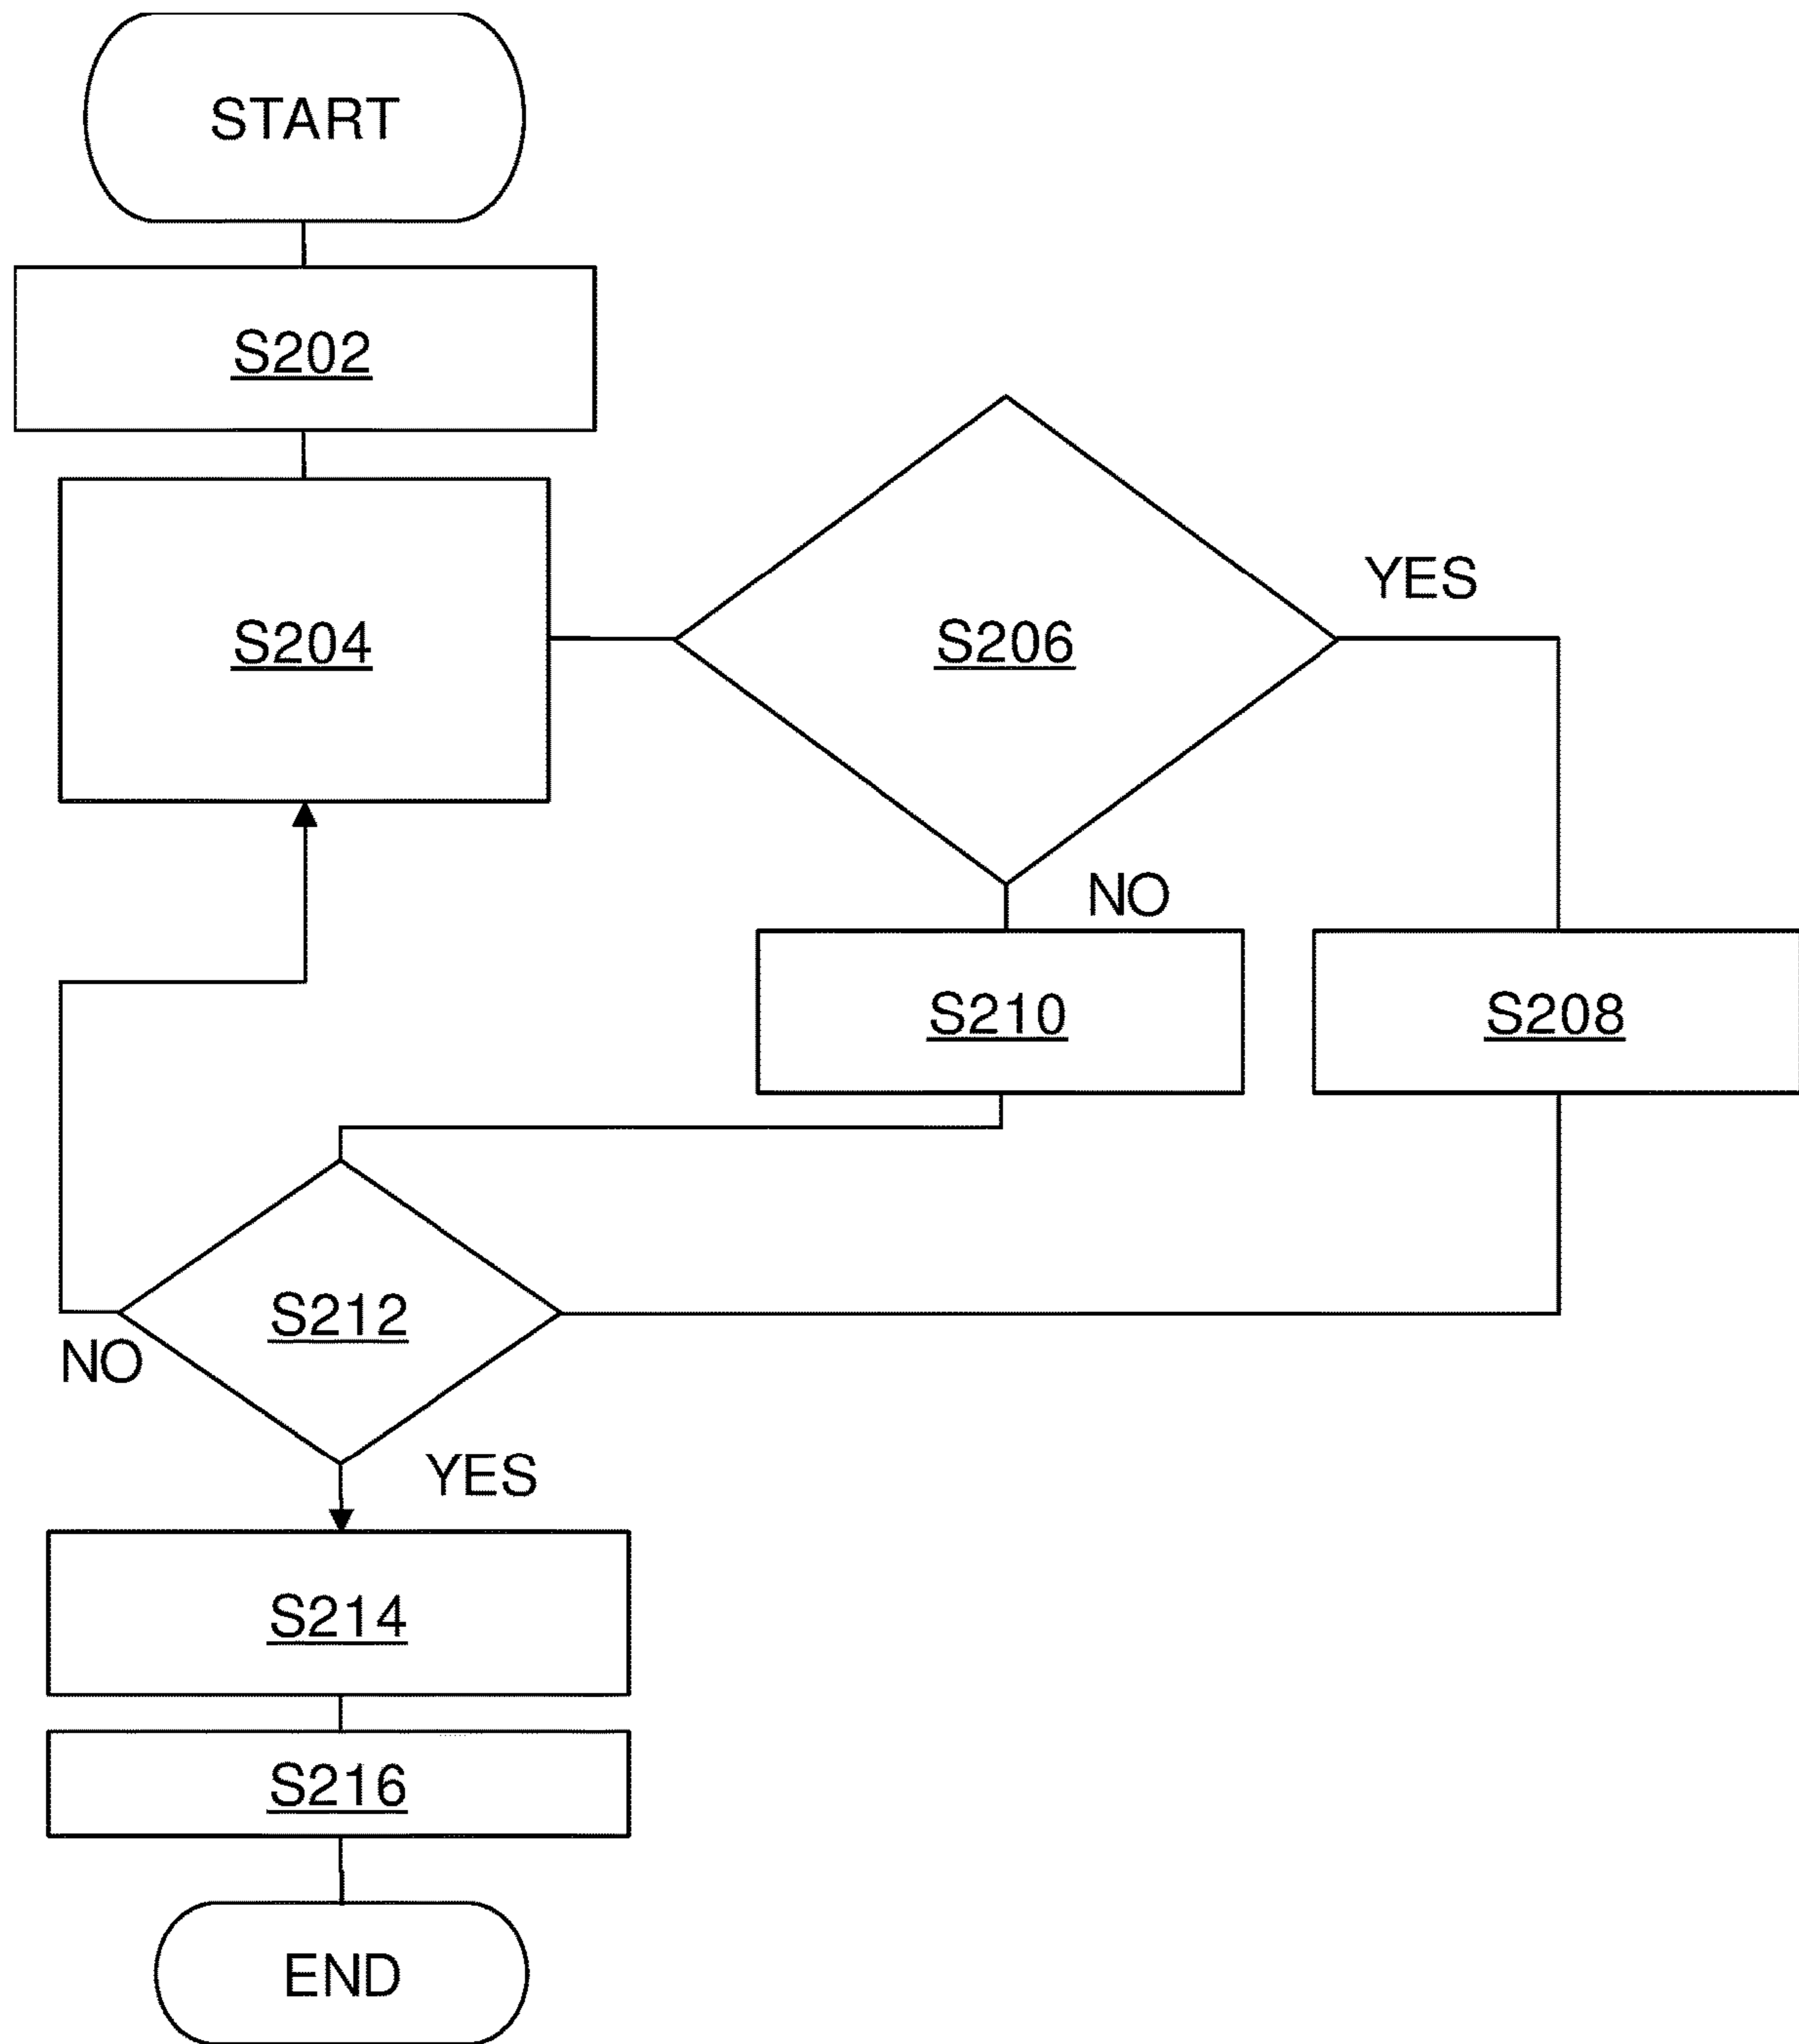 START
S202
S204
S206
YES
NO
S210
S208
S212
NO
YES
S214
S216
END